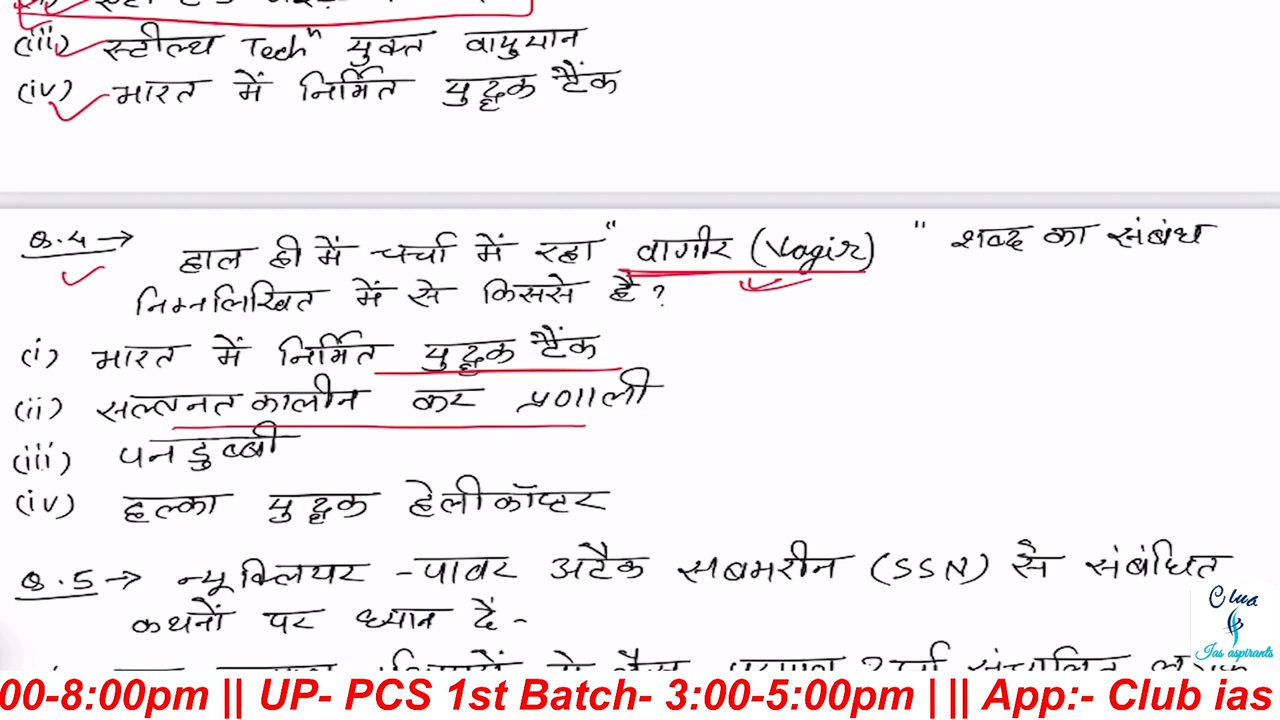 (iii) स्टील्थ Techⁿ युक्त वायुयान
(iv) भारत में निर्मित युद्धक टैंक
Q.4 → हाल ही में चर्चा में रहा "वागीर (Vagir)" शब्द का संबंध
निम्नलिखित में से किससे है?
(i) भारत में निर्मित युद्धक टैंक
(ii) सल्तनत कालीन कर प्रणाली
(iii) पनडुब्बी
(iv) हल्का युद्धक हेलीकॉप्टर
Q.5 → न्यूक्लियर -पावर अटैक सबमरीन (SSN) से संबंधित
कथनों पर ध्यान दें -
Club
Ias aspirants
00-8:00pm || UP- PCS 1st Batch- 3:00-5:00pm | || App:- Club ias